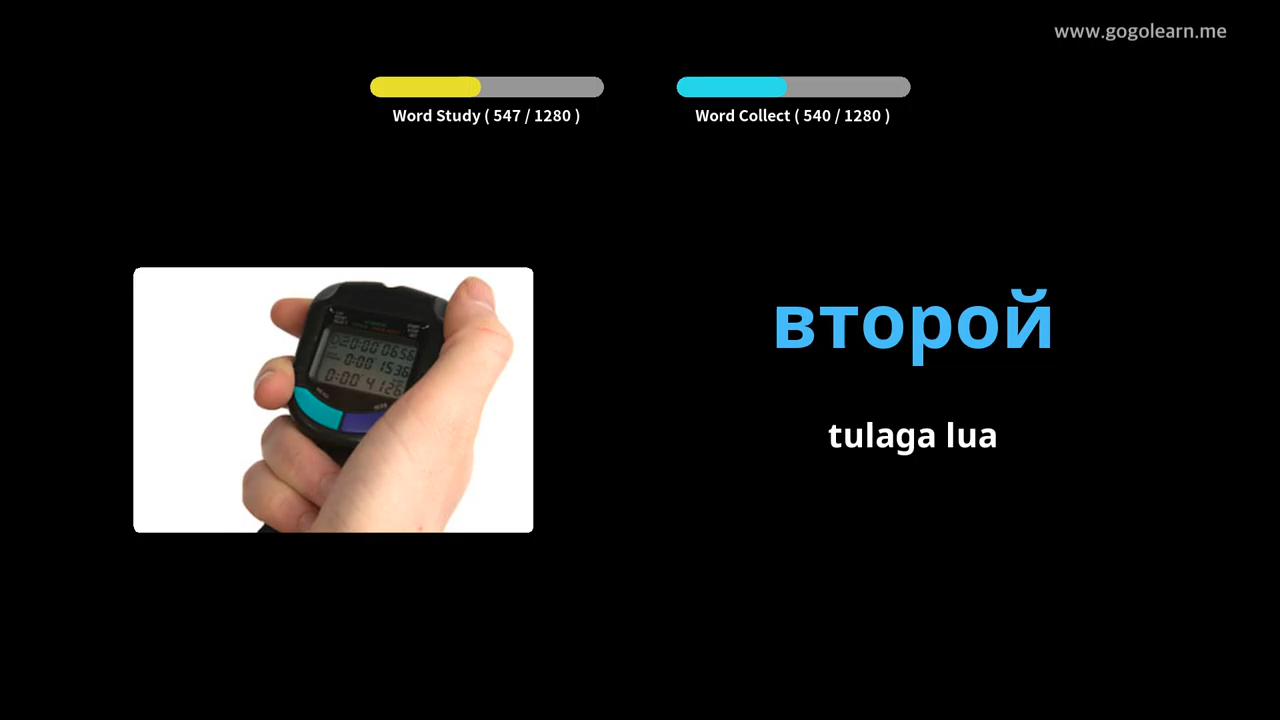 www.gogolearn.me
Word Study ( 547 / 1280 )
Word Collect ( 540 / 1280 )
второй
tulaga lua